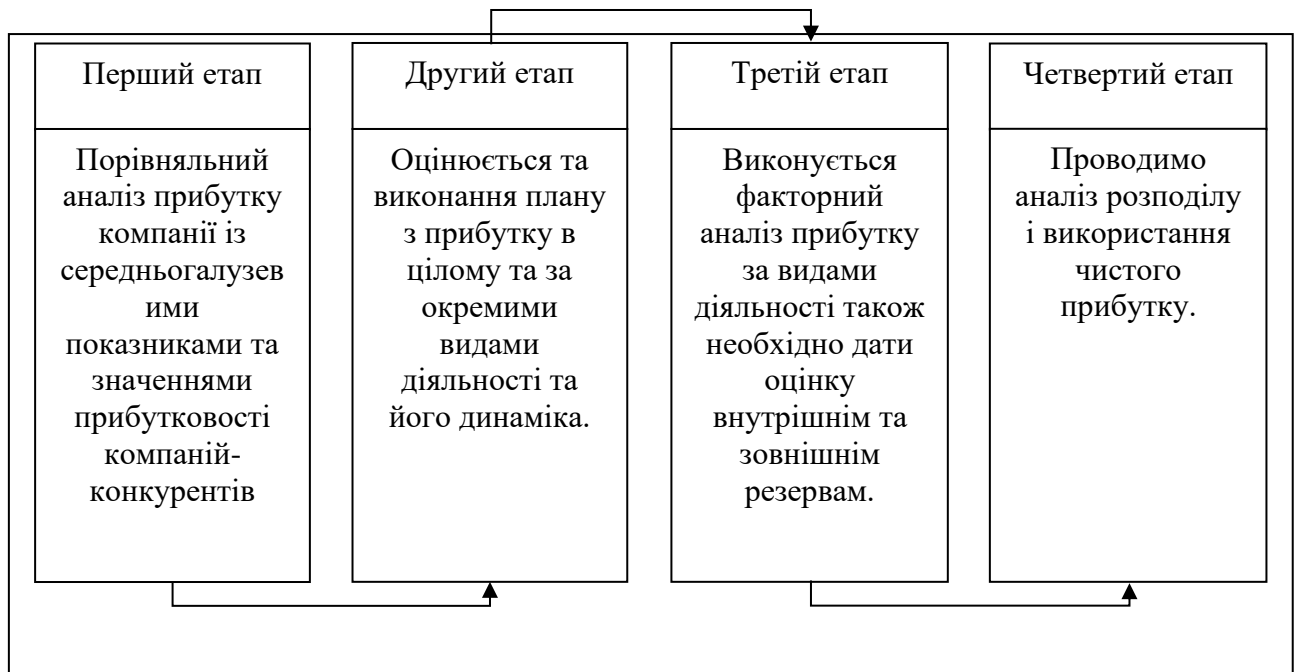 Перший етап
Порівняльний
аналіз прибутку
компанії із
середньогалузев
ими
показниками та
значеннями
прибутковості
компаній-
конкурентів
Другий етап
Оцінюється та
виконання плану
з прибутку в
цілому та за
окремими
видами
діяльності та
його динаміка.
Третій етап
Виконується
факторний
аналіз прибутку
за видами
діяльності також
необхідно дати
оцінку
внутрішнім та
зовнішнім
резервам.
Четвертий етап
Проводимо
аналіз розподілу
і використання
чистого
прибутку.